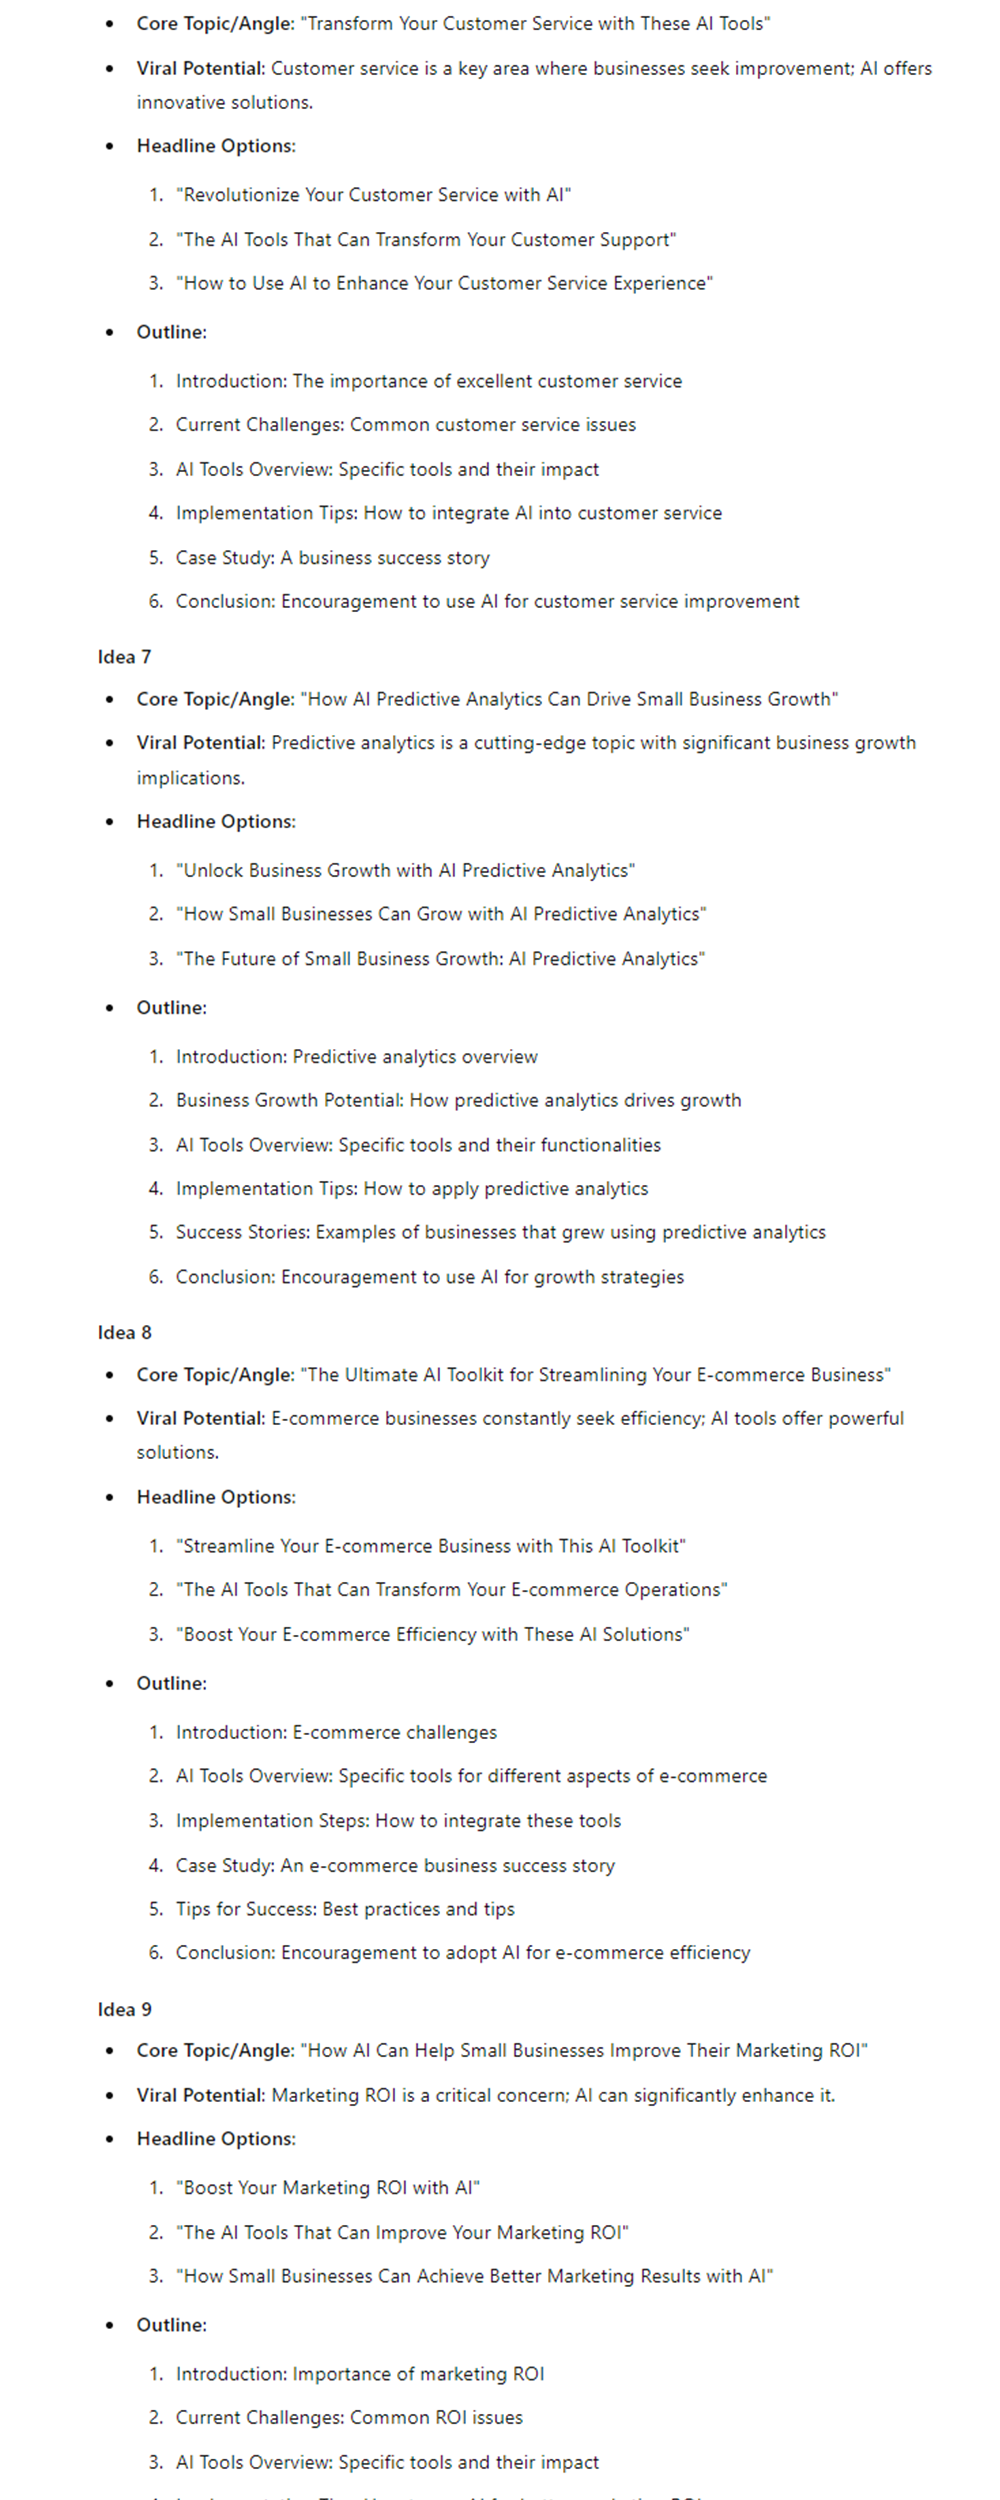 • Core Topic/Angle: "Transform Your Customer Service with These AI Tools"
• Viral Potential: Customer service is a key area where businesses seek improvement; AI offers
innovative solutions.
• Headline Options:
1. "Revolutionize Your Customer Service with AI"
2. "The AI Tools That Can Transform Your Customer Support"
3. "How to Use AI to Enhance Your Customer Service Experience"
• Outline:
1. Introduction: The importance of excellent customer service
2. Current Challenges: Common customer service issues
3. AI Tools Overview: Specific tools and their impact
4. Implementation Tips: How to integrate AI into customer service
5. Case Study: A business success story
6. Conclusion: Encouragement to use AI for customer service improvement
Idea 7
• Core Topic/Angle: "How AI Predictive Analytics Can Drive Small Business Growth"
• Viral Potential: Predictive analytics is a cutting-edge topic with significant business growth
implications.
• Headline Options:
1. "Unlock Business Growth with AI Predictive Analytics"
2. "How Small Businesses Can Grow with AI Predictive Analytics"
3. "The Future of Small Business Growth: AI Predictive Analytics"
• Outline:
1. Introduction: Predictive analytics overview
2. Business Growth Potential: How predictive analytics drives growth
3. AI Tools Overview: Specific tools and their functionalities
4. Implementation Tips: How to apply predictive analytics
5. Success Stories: Examples of businesses that grew using predictive analytics
6. Conclusion: Encouragement to use AI for growth strategies
Idea 8
• Core Topic/Angle: "The Ultimate AI Toolkit for Streamlining Your E-commerce Business"
• Viral Potential: E-commerce businesses constantly seek efficiency; AI tools offer powerful
solutions.
• Headline Options:
1. "Streamline Your E-commerce Business with This AI Toolkit"
2. "The AI Tools That Can Transform Your E-commerce Operations"
3. "Boost Your E-commerce Efficiency with These AI Solutions"
• Outline:
1. Introduction: E-commerce challenges
2. AI Tools Overview: Specific tools for different aspects of e-commerce
3. Implementation Steps: How to integrate these tools
4. Case Study: An e-commerce business success story
5. Tips for Success: Best practices and tips
6. Conclusion: Encouragement to adopt AI for e-commerce efficiency
Idea 9
• Core Topic/Angle: "How AI Can Help Small Businesses Improve Their Marketing ROI"
• Viral Potential: Marketing ROI is a critical concern; AI can significantly enhance it.
• Headline Options:
1. "Boost Your Marketing ROI with AI"
2. "The AI Tools That Can Improve Your Marketing ROI"
3. "How Small Businesses Can Achieve Better Marketing Results with AI"
• Outline:
1. Introduction: Importance of marketing ROI
2. Current Challenges: Common ROI issues
3. AI Tools Overview: Specific tools and their impact